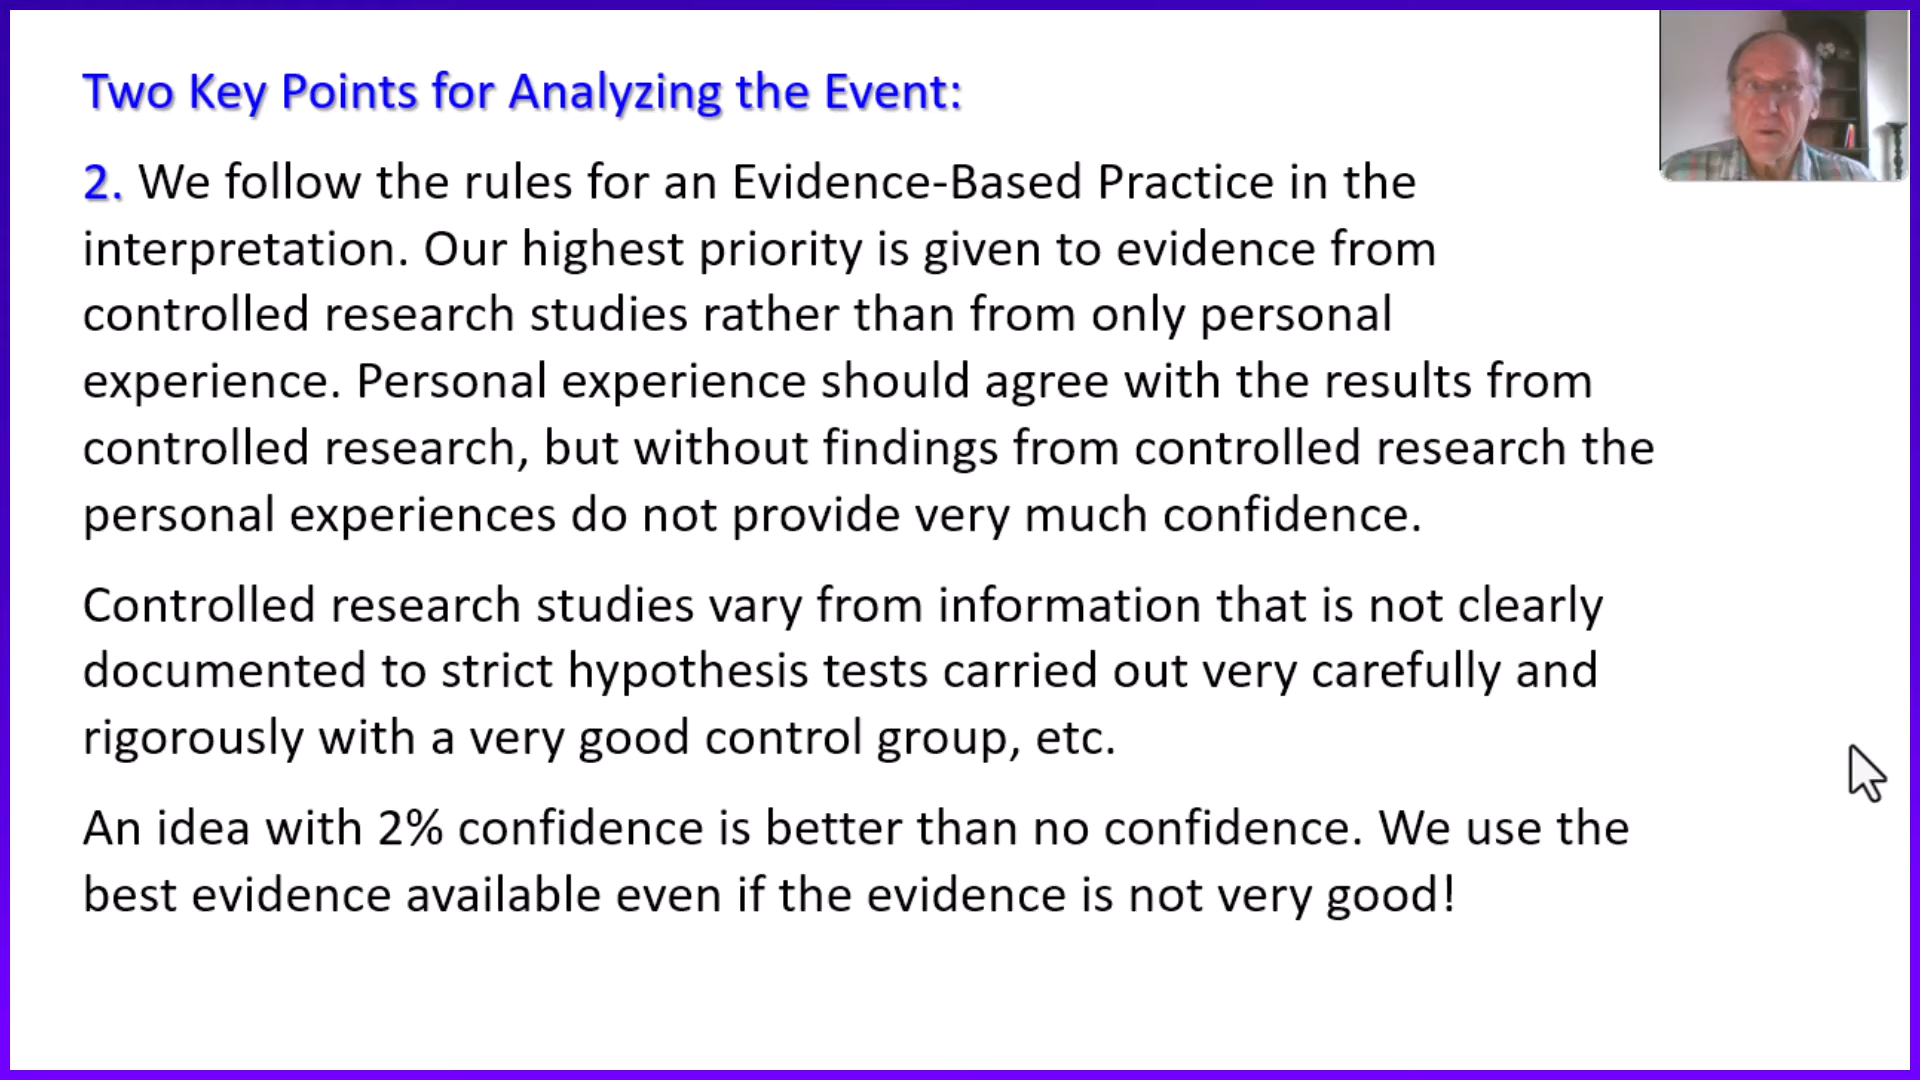 Two Key Points for Analyzing the Event:
2. We follow the rules for an Evidence-Based Practice in the
interpretation. Our highest priority is given to evidence from
controlled research studies rather than from only personal
experience. Personal experience should agree with the results from
controlled research, but without findings from controlled research the
personal experiences do not provide very much confidence.
Controlled research studies vary from information that is not clearly
documented to strict hypothesis tests carried out very carefully and
rigorously with a very good control group, etc.
An idea with 2% confidence is better than no confidence. We use the
best evidence available even if the evidence is not very good!